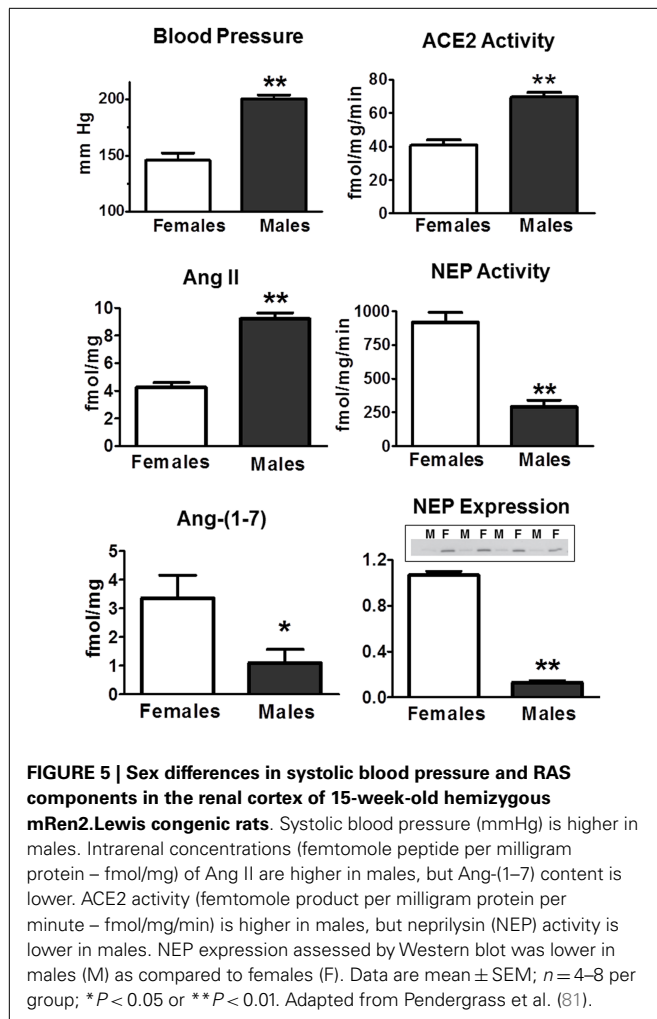 Blood Pressure
**
mm Hg
200
150
100
Females Males
ACE2 Activity
**
fmol/mg/min
80
60
40
20
0
Females Males
Ang II
**
fmol/mg
10
8
6
4
2
0
Females Males
NEP Activity
**
fmol/mg/min
1000
750
500
250
0
Females Males
Ang-(1-7)
*
fmol/mg
5
4
3
2
1
0
Females Males
NEP Expression
M F M F M F M F
**
1.2
0.8
0.4
0.0
Females Males
FIGURE 5 | Sex differences in systolic blood pressure and RAS
components in the renal cortex of 15-week-old hemizygous
mRen2.Lewis congenic rats. Systolic blood pressure (mmHg) is higher in
males. Intrarenal concentrations (femtomole peptide per milligram
protein – fmol/mg) of Ang II are higher in males, but Ang-(1–7) content is
lower. ACE2 activity (femtomole product per milligram protein per
minute – fmol/mg/min) is higher in males, but neprilysin (NEP) activity is
lower in males. NEP expression assessed by Western blot was lower in
males (M) as compared to females (F). Data are mean ± SEM; n = 4–8 per
group; *P < 0.05 or **P < 0.01. Adapted from Pendergrass et al. (81).